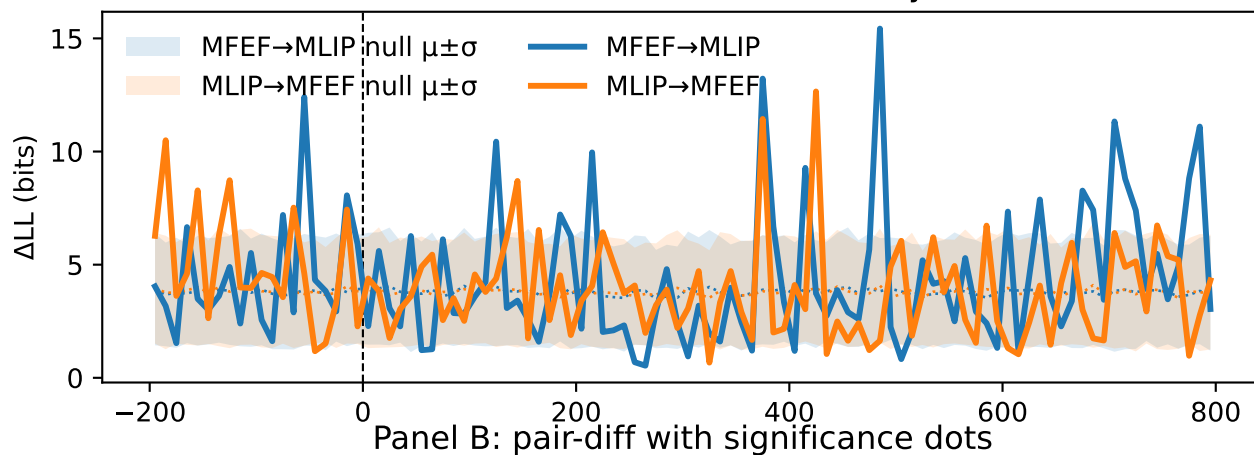 15
10
5
0
ΔLL (bits)
MFEF→MLIP null μ±σ
MLIP→MFEF null μ±σ
MFEF→MLIP
MLIP→MFEF
−200 0 200 400 600 800
Panel B: pair-diff with significance dots